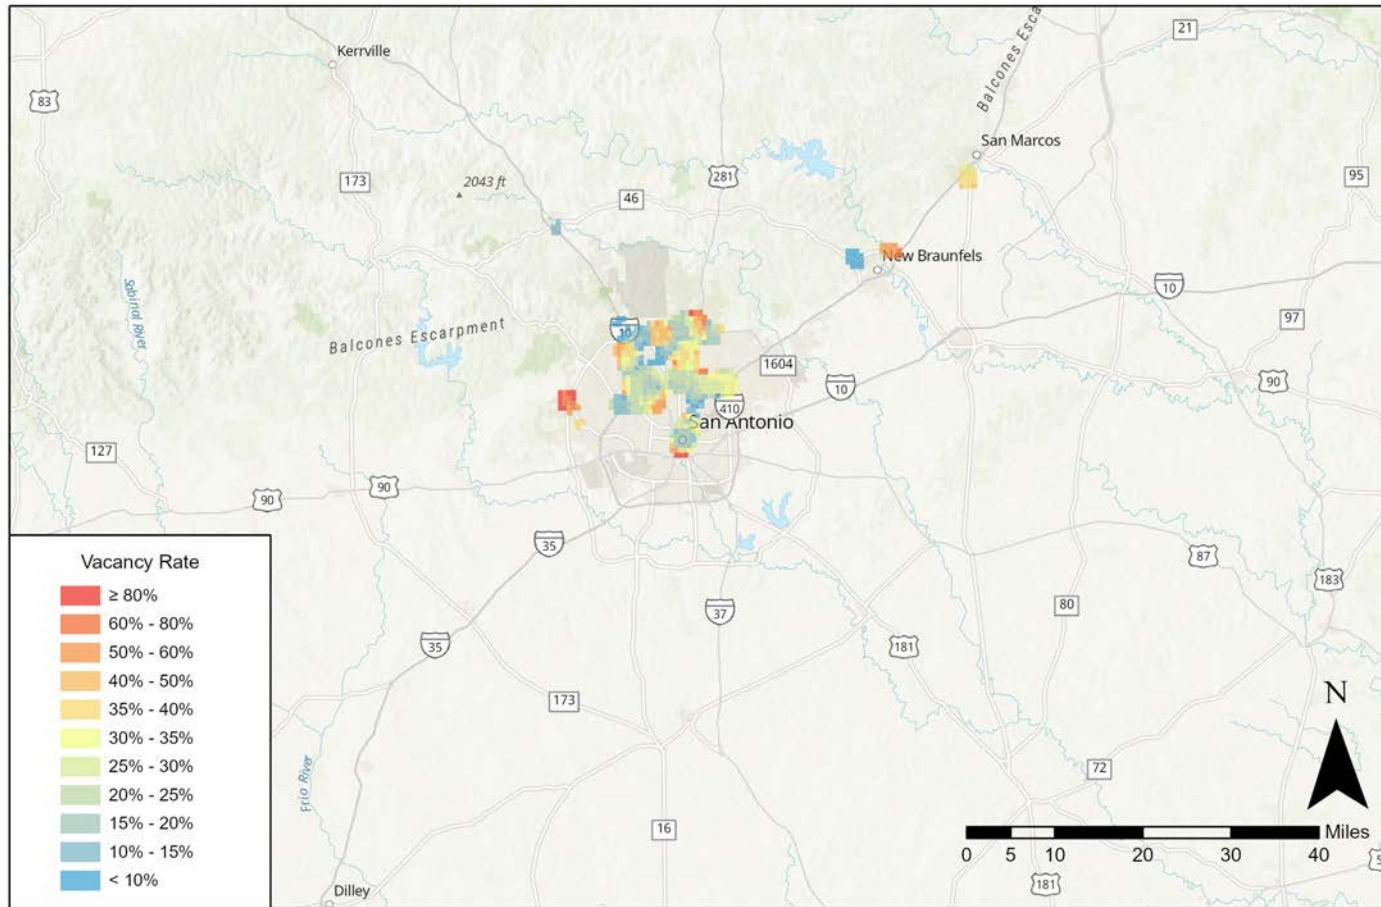 Balcones Esca
21
Kerrville
83
San Marcos
173
2043 ft
281
95
46
New Braunfels
10
Sabinal River
97
10
Balcones Escarpment
1604
90
10
410
San Antonio
127
90
90
35
Vacancy Rate
≥ 80%
60% - 80%
50% - 60%
40% - 50%
35% - 40%
30% - 35%
25% - 30%
20% - 25%
15% - 20%
10% - 15%
< 10%
87
183
80
37
35
181
173
N
Frio River
72
16
Miles
0 5 10 20 30 40
5
181
Dilley